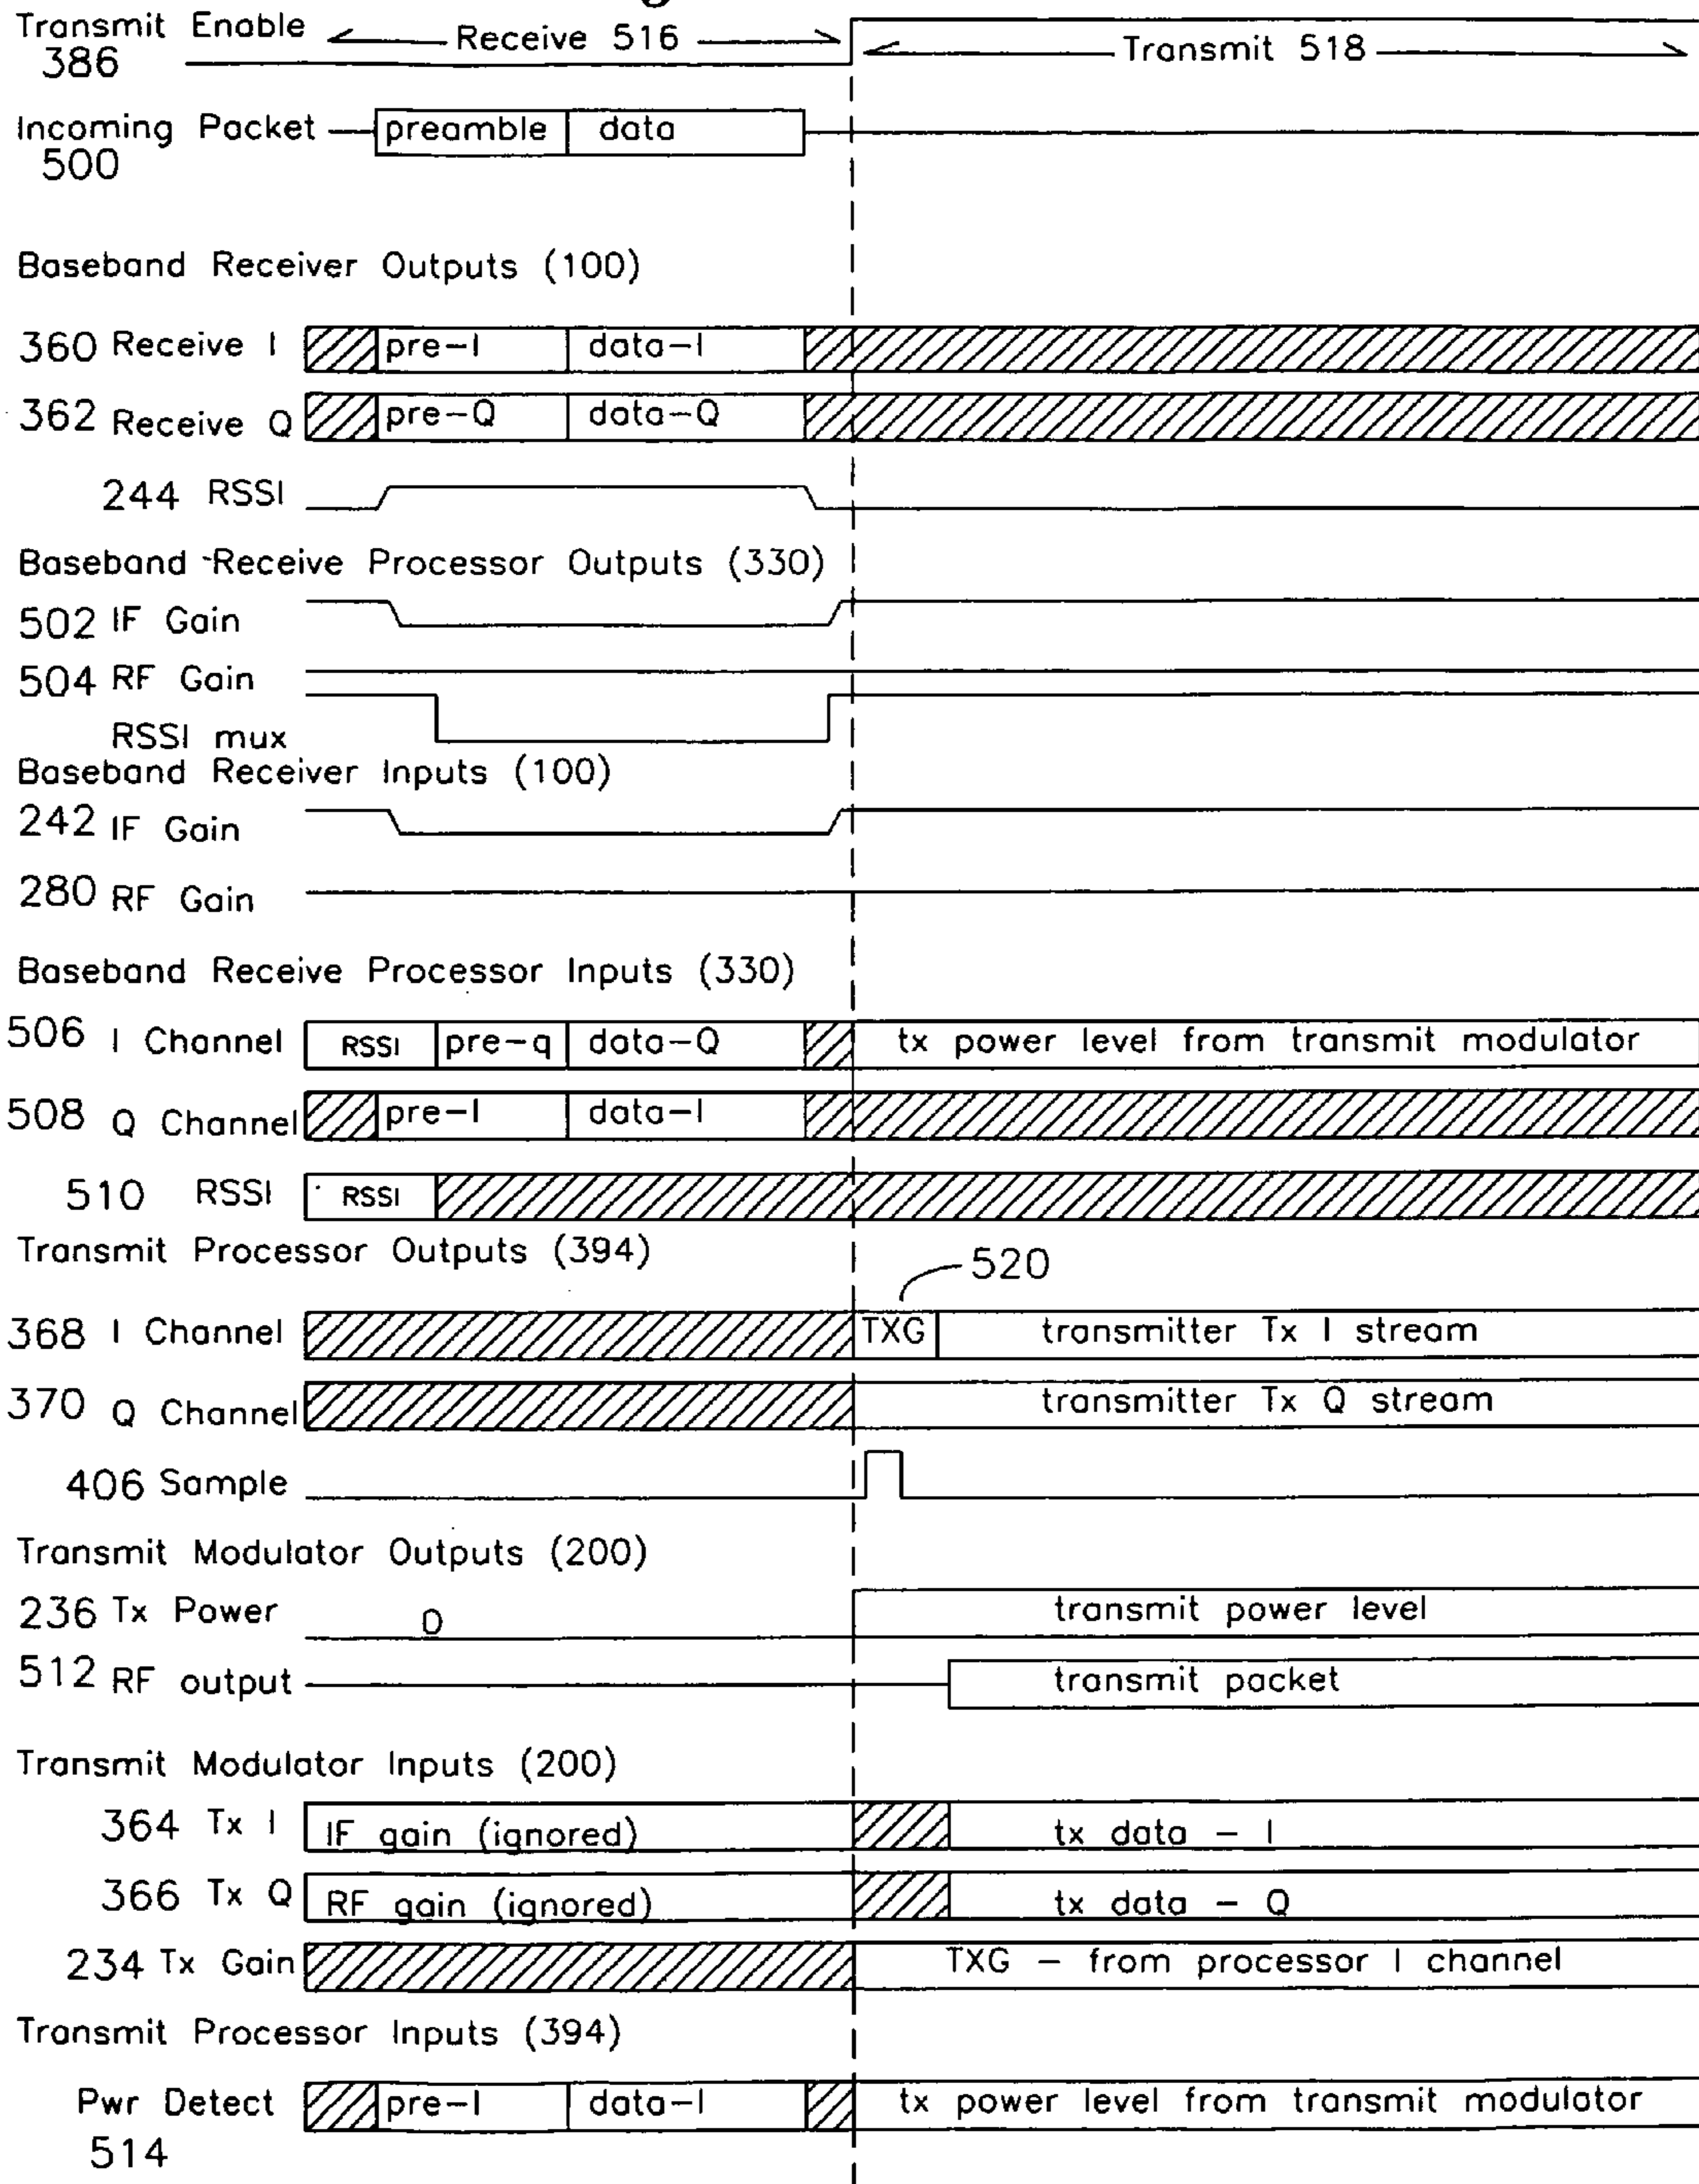 Transmit Enable 386 Receive 516 Transmit 518
Incoming Packet 500 preamble data
Baseband Receiver Outputs (100)
360 Receive I pre-I data-I
362 Receive Q pre-Q data-Q
244 RSSI
Baseband Receive Processor Outputs (330)
502 IF Gain
504 RF Gain
RSSI mux
Baseband Receiver Inputs (100)
242 IF Gain
280 RF Gain
Baseband Receive Processor Inputs (330)
506 I Channel RSSI pre-q data-Q tx power level from transmit modulator
508 Q Channel pre-I data-I
510 RSSI RSSI
Transmit Processor Outputs (394)
520
368 I Channel TXG transmitter Tx I stream
370 Q Channel transmitter Tx Q stream
406 Sample
Transmit Modulator Outputs (200)
236 Tx Power 0 transmit power level
512 RF output transmit packet
Transmit Modulator Inputs (200)
364 Tx I IF gain (ignored) tx data - I
366 Tx Q RF gain (ignored) tx data - Q
234 Tx Gain TXG - from processor I channel
Transmit Processor Inputs (394)
Pwr Detect 514 pre-I data-I tx power level from transmit modulator